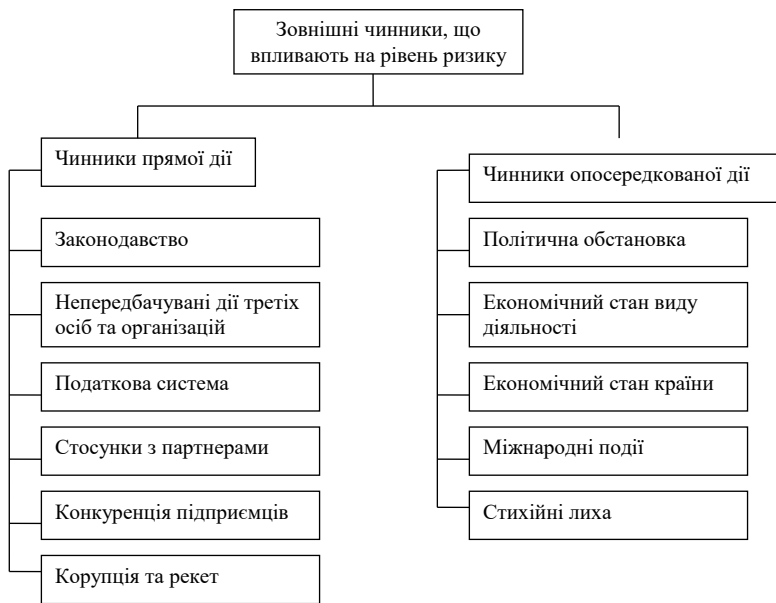 Зовнішні чинники, що
впливають на рівень ризику
Чинники прямої дії
Законодавство
Непередбачувані дії третіх
осіб та організацій
Податкова система
Стосунки з партнерами
Конкуренція підприємців
Корупція та рекет
Чинники опосередкованої дії
Політична обстановка
Економічний стан виду
діяльності
Економічний стан країни
Міжнародні події
Стихійні лиха